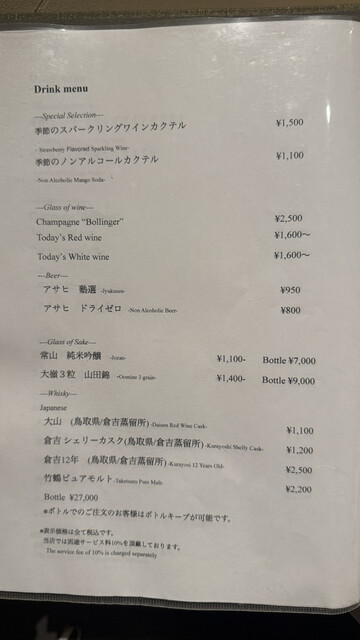 Drink menu
---Special Selection---
季節のスパークリングワインカクテル ¥1,500
- Strawberry Flavored Sparkling Wine-
季節のノンアルコールカクテル ¥1,100
-Non Alcoholic Mango Soda-
---Glass of wine---
Champagne “Bollinger” ¥2,500
Today’s Red wine ¥1,600～
Today’s White wine ¥1,600～
---Beer---
アサヒ 熟選 -Jyukusen- ¥950
アサヒ ドライゼロ -Non Alcoholic Beer- ¥800
---Glass of Sake---
常山 純米吟醸 -Jozan- ¥1,100- Bottle ¥7,000
大嶺３粒 山田錦 -Oomine 3 grain- ¥1,400- Bottle ¥9,000
---Whisky---
Japanese
大山 (鳥取県/倉吉蒸留所) -Daisen Red Wine Cask- ¥1,100
倉吉 シェリーカスク(鳥取県/倉吉蒸留所) -Kurayoshi Shelly Cask- ¥1,200
倉吉12年 (鳥取県/倉吉蒸留所) -Kurayosi 12 Years Old- ¥2,500
竹鶴ピュアモルト -Taketsuru Pure Malt- ¥2,200
Bottle ¥27,000
※ボトルでのご注文のお客様はボトルキープが可能です。
※表示価格は全て税込です。
当店では別途サービス料10%を頂戴しております。
The service fee of 10% is charged separately